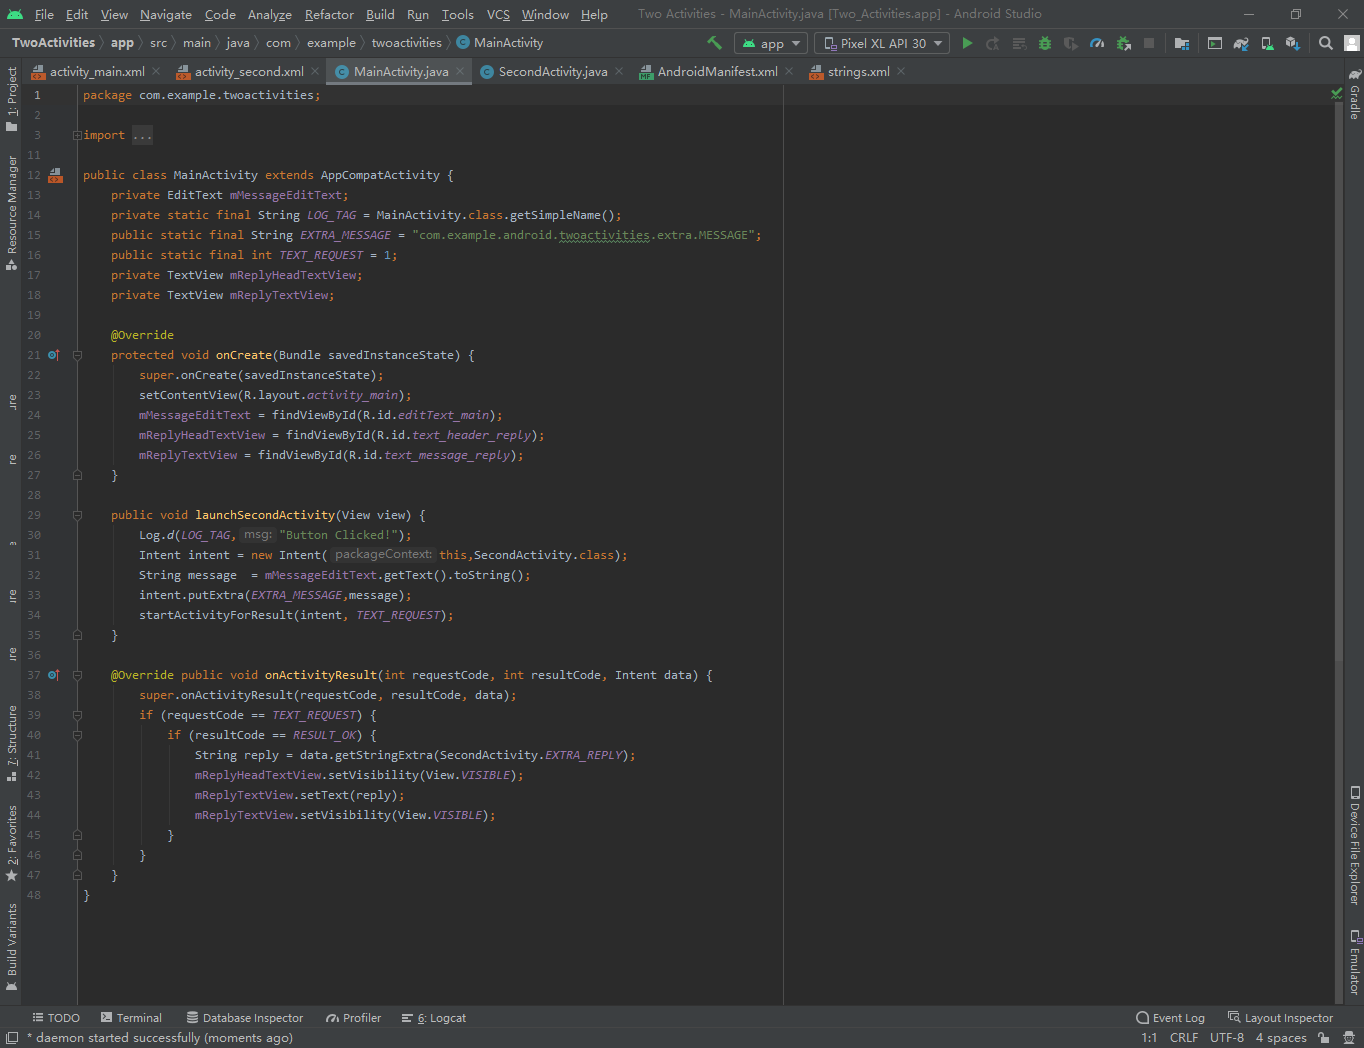 File Edit View Navigate Code Analyze Refactor Build Run Tools VCS Window Help Two Activities - MainActivity.java [Two_Activities.app] - Android Studio
TwoActivities app src main java com example twoactivities MainActivity app Pixel XL API 30
activity_main.xml activity_second.xml MainActivity.java SecondActivity.java AndroidManifest.xml strings.xml
1 package com.example.twoactivities;
2
3 import ...
11
12 public class MainActivity extends AppCompatActivity {
13 private EditText mMessageEditText;
14 private static final String LOG_TAG = MainActivity.class.getSimpleName();
15 public static final String EXTRA_MESSAGE = "com.example.android.twoactivities.extra.MESSAGE";
16 public static final int TEXT_REQUEST = 1;
17 private TextView mReplyHeadTextView;
18 private TextView mReplyTextView;
19
20 @Override
21 protected void onCreate(Bundle savedInstanceState) {
22 super.onCreate(savedInstanceState);
23 setContentView(R.layout.activity_main);
24 mMessageEditText = findViewById(R.id.editText_main);
25 mReplyHeadTextView = findViewById(R.id.text_header_reply);
26 mReplyTextView = findViewById(R.id.text_message_reply);
27 }
28
29 public void launchSecondActivity(View view) {
30 Log.d(LOG_TAG, msg: "Button Clicked!");
31 Intent intent = new Intent( packageContext: this,SecondActivity.class);
32 String message  = mMessageEditText.getText().toString();
33 intent.putExtra(EXTRA_MESSAGE,message);
34 startActivityForResult(intent, TEXT_REQUEST);
35 }
36
37 @Override public void onActivityResult(int requestCode, int resultCode, Intent data) {
38 super.onActivityResult(requestCode, resultCode, data);
39 if (requestCode == TEXT_REQUEST) {
40 if (resultCode == RESULT_OK) {
41 String reply = data.getStringExtra(SecondActivity.EXTRA_REPLY);
42 mReplyHeadTextView.setVisibility(View.VISIBLE);
43 mReplyTextView.setText(reply);
44 mReplyTextView.setVisibility(View.VISIBLE);
45 }
46 }
47 }
48 }
1: Project
Resource Manager
7: Structure
2: Favorites
Build Variants
Gradle
Device File Explorer
Emulator
TODO Terminal Database Inspector Profiler 6: Logcat Event Log Layout Inspector
* daemon started successfully (moments ago) 1:1 CRLF UTF-8 4 spaces